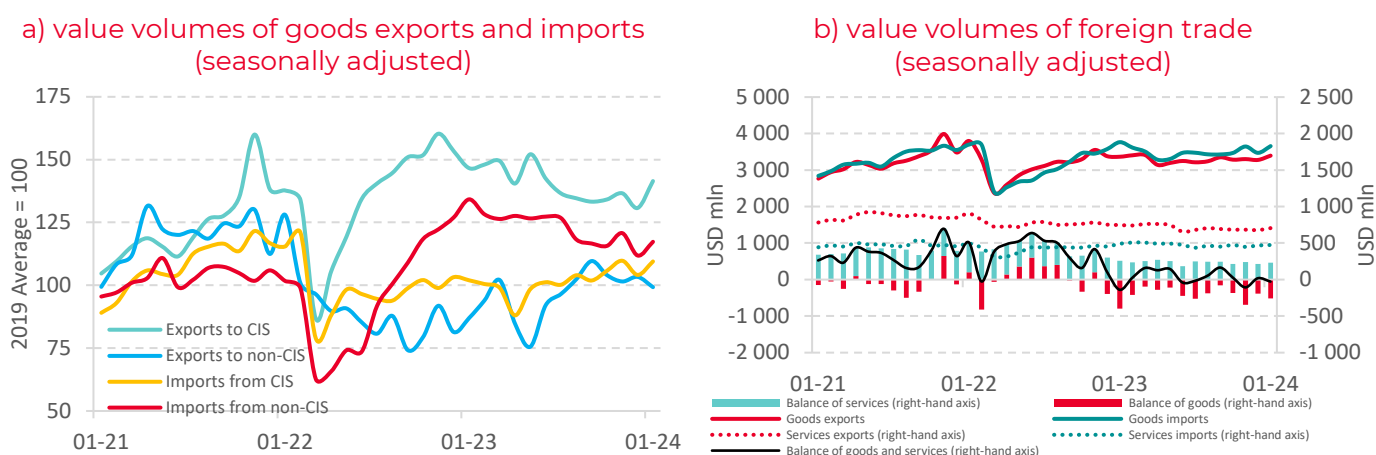 a) value volumes of goods exports and imports
(seasonally adjusted)
175
150
125
100
75
50
2019 Average = 100
Exports to CIS
Exports to non-CIS
Imports from CIS
Imports from non-CIS
01-21
01-22
01-23
01-24
b) value volumes of foreign trade
(seasonally adjusted)
5 000
4 000
3 000
2 000
1 000
0
-1 000
-2 000
USD mln
2 500
2 000
1 500
1 000
500
0
-500
-1 000
USD mln
01-21
01-22
01-23
01-24
Balance of services (right-hand axis)
Balance of goods (right-hand axis)
Goods exports
Goods imports
Services exports (right-hand axis)
Services imports (right-hand axis)
Balance of goods and services (right-hand axis)